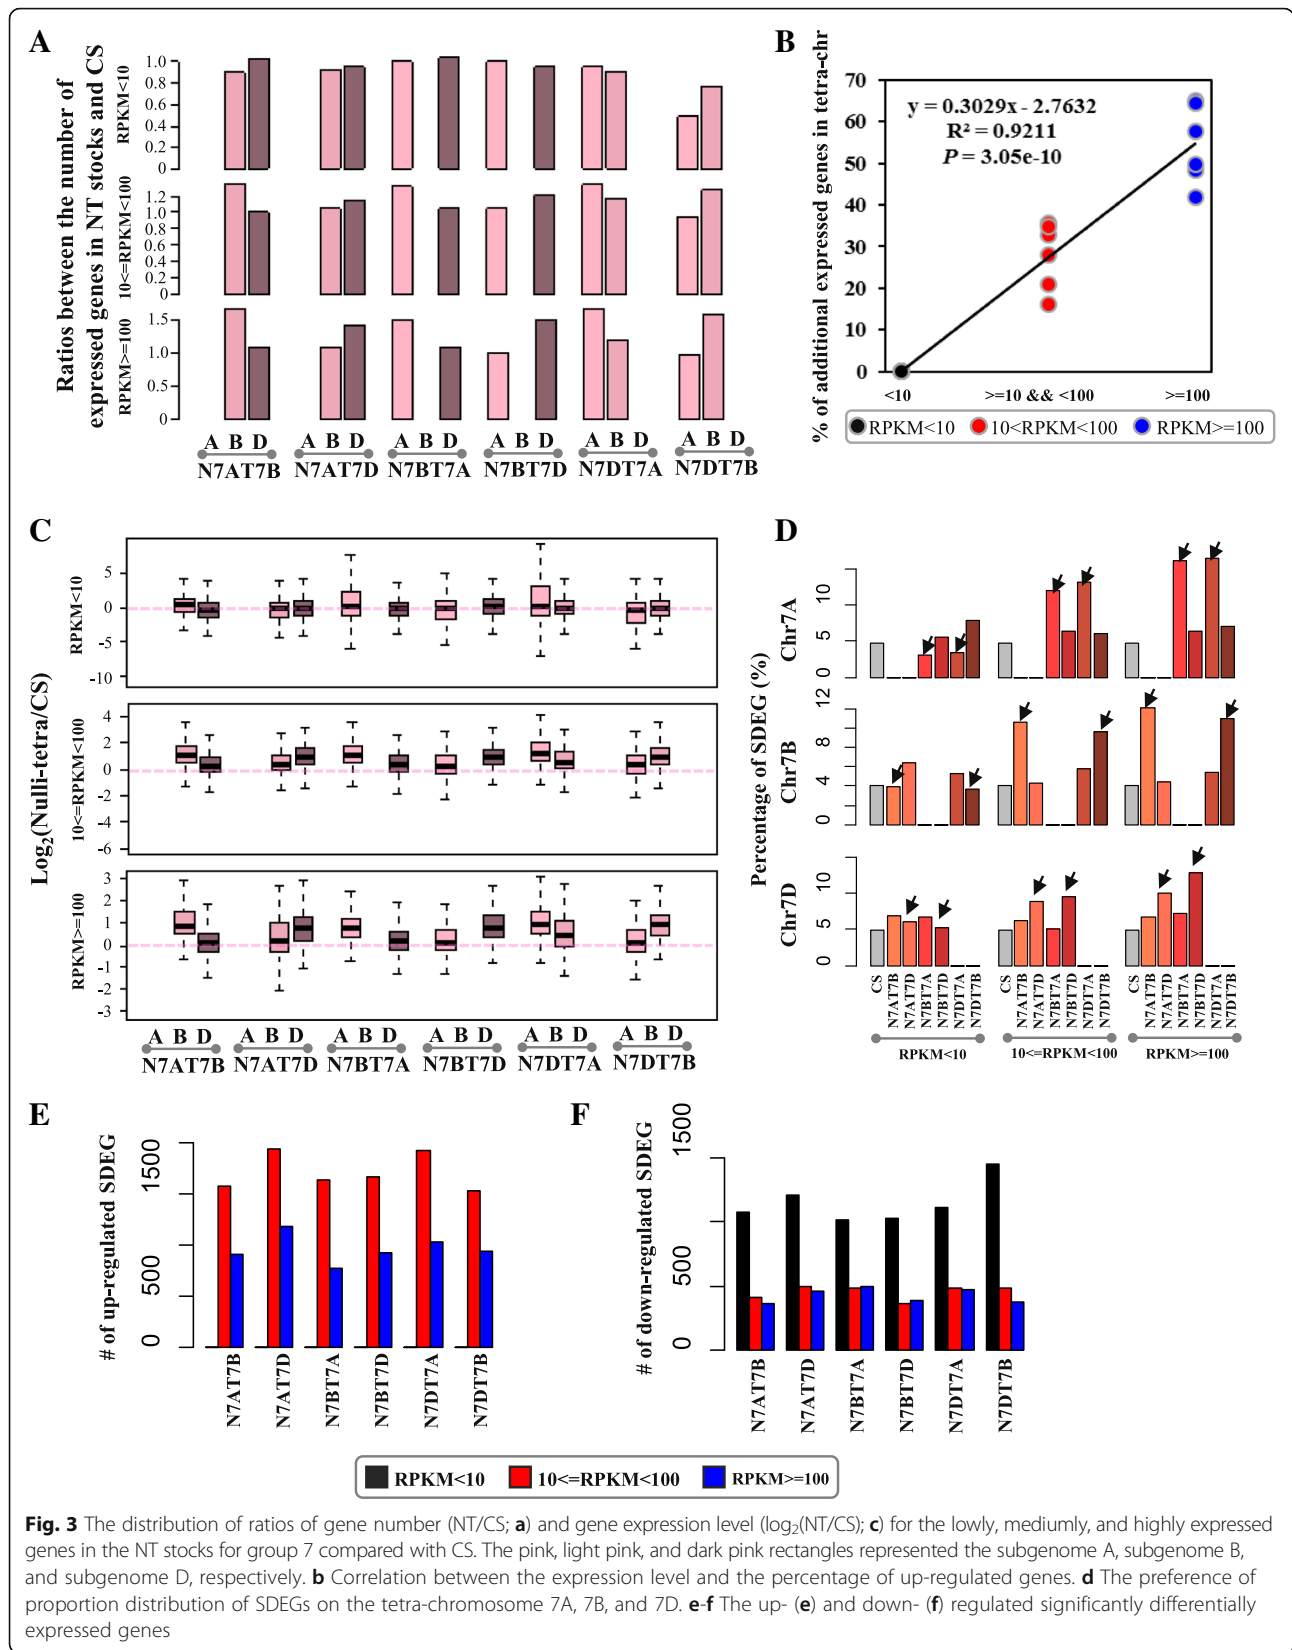 A
Ratios between the number of
expressed genes in NT stocks and CS
RPKM<10
1.0
0.8
0.6
0.4
0.2
0
10<=RPKM<100
1.2
1.0
0.8
0.6
0.4
0.2
0
RPKM>=100
1.5
1.0
0.5
0
A B D A B D A B D A B D A B D A B D
N7AT7B N7AT7D N7BT7A N7BT7D N7DT7A N7DT7B
B
% of additional expressed genes in tetra-chr
70
60
50
40
30
20
10
0
y = 0.3029x - 2.7632
R² = 0.9211
P = 3.05e-10
<10 >=10 && <100 >=100
RPKM<10 10<RPKM<100 RPKM>=100
C
Log₂(Nulli-tetra/CS)
RPKM<10
5
0
-10
10<=RPKM<100
4
2
0
-2
-4
-6
RPKM>=100
3
2
1
0
-1
-2
-3
A B D A B D A B D A B D A B D A B D
N7AT7B N7AT7D N7BT7A N7BT7D N7DT7A N7DT7B
D
Percentage of SDEG (%)
Chr7A
10
5
0
Chr7B
12
8
4
0
Chr7D
10
5
0
CS N7AT7B N7AT7D N7BT7A N7BT7D N7DT7A N7DT7B CS N7AT7B N7AT7D N7BT7A N7BT7D N7DT7A N7DT7B CS N7AT7B N7AT7D N7BT7A N7BT7D N7DT7A N7DT7B
RPKM<10 10<=RPKM<100 RPKM>=100
E
# of up-regulated SDEG
1500
500
0
N7AT7B N7AT7D N7BT7A N7BT7D N7DT7A N7DT7B
F
# of down-regulated SDEG
1500
500
0
N7AT7B N7AT7D N7BT7A N7BT7D N7DT7A N7DT7B
RPKM<10 10<=RPKM<100 RPKM>=100
Fig. 3 The distribution of ratios of gene number (NT/CS; a) and gene expression level (log₂(NT/CS); c) for the lowly, mediumly, and highly expressed
genes in the NT stocks for group 7 compared with CS. The pink, light pink, and dark pink rectangles represented the subgenome A, subgenome B,
and subgenome D, respectively. b Correlation between the expression level and the percentage of up-regulated genes. d The preference of
proportion distribution of SDEGs on the tetra-chromosome 7A, 7B, and 7D. e-f The up- (e) and down- (f) regulated significantly differentially
expressed genes